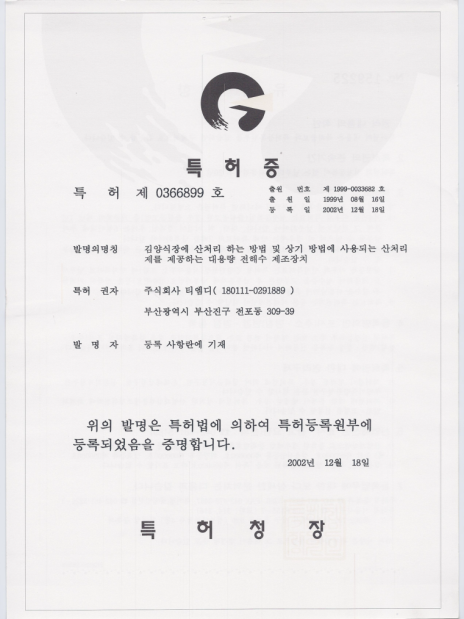 특 허 증
특 허 제 0366899 호
출원 번호 제 1999-0033682 호
출 원 일 1999년 08월 16일
등 록 일 2002년 12월 18일
발명의명칭 김양식장에 산처리 하는 방법 및 상기 방법에 사용되는 산처리
제를 제공하는 대용량 전해수 제조장치
특허 권자 주식회사 티엠디( 180111-0291889 )
부산광역시 부산진구 전포동 309-39
발 명 자 등록 사항란에 기재
위의 발명은 특허법에 의하여 특허등록원부에
등록되었음을 증명합니다.
2002년 12월 18일
특 허 청 장